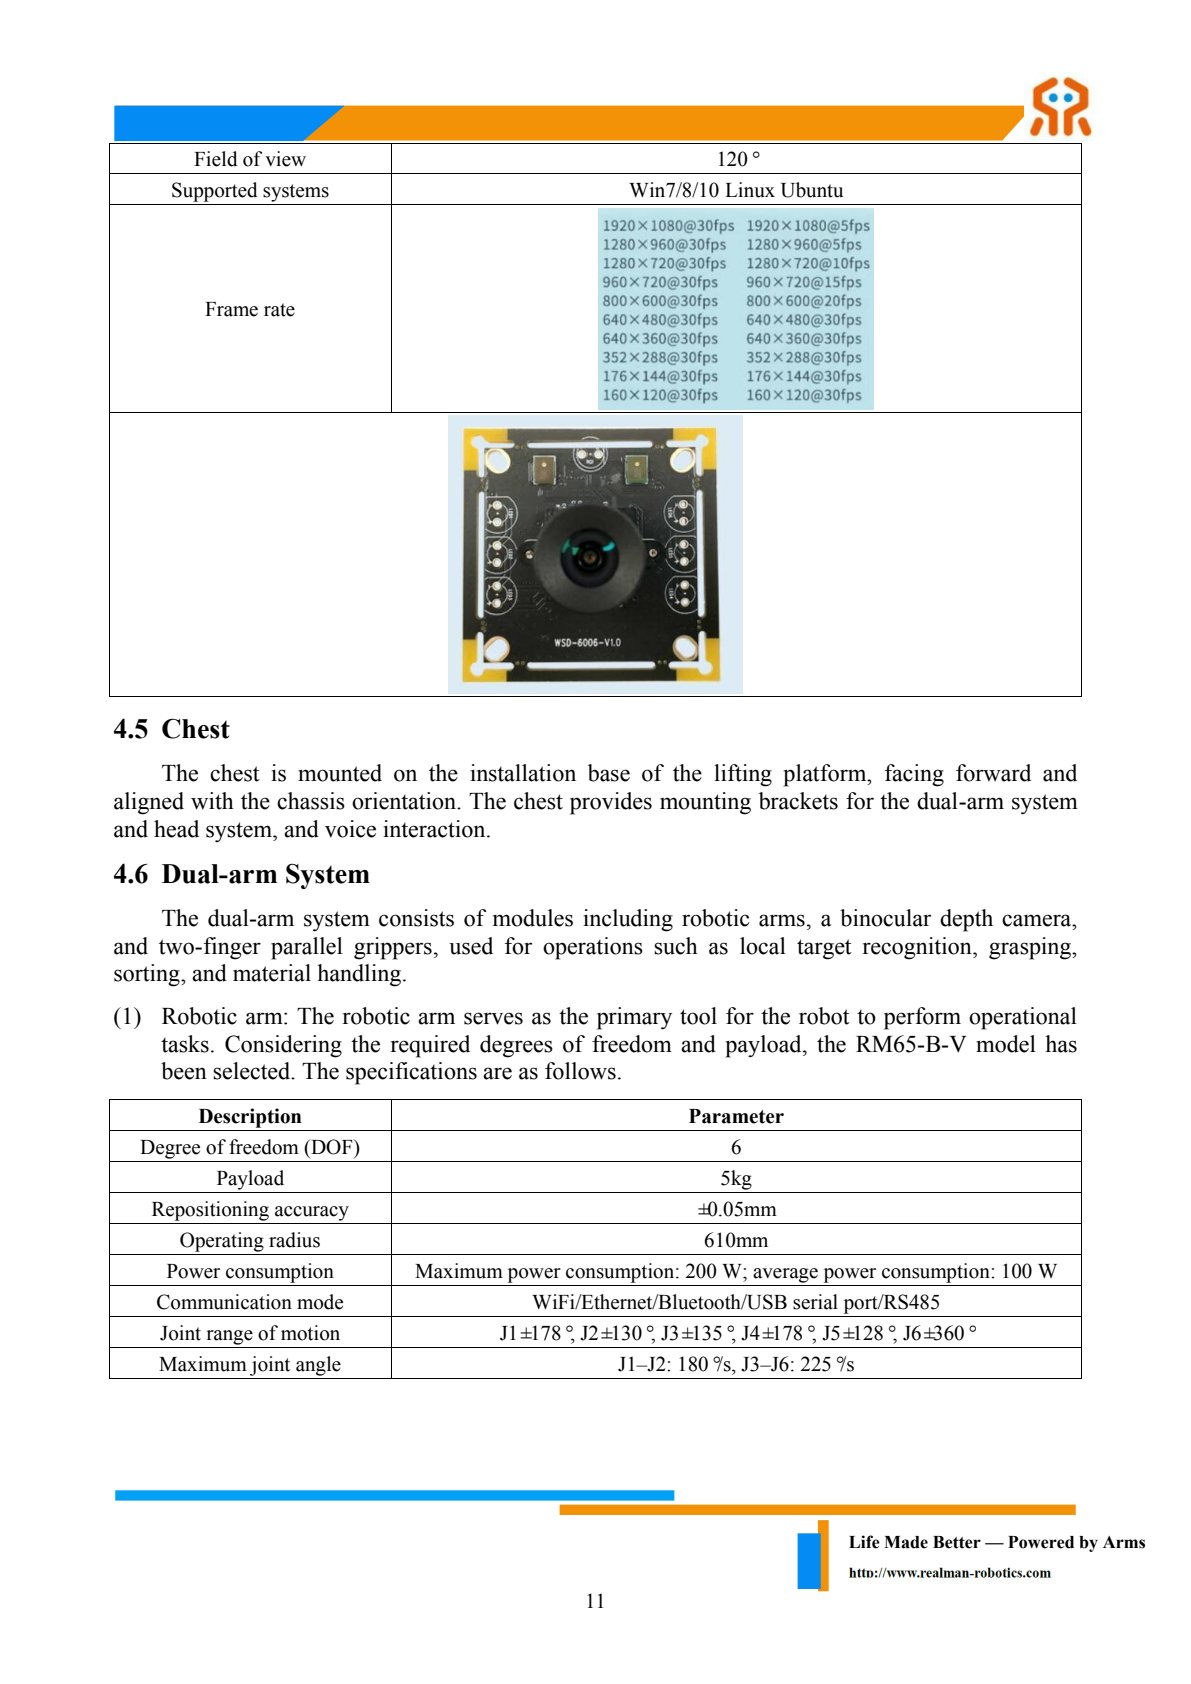 Field of view 120 °
Supported systems Win7/8/10 Linux Ubuntu
Frame rate
1920×1080@30fps 1920×1080@5fps
1280×960@30fps 1280×960@5fps
1280×720@30fps 1280×720@10fps
960×720@30fps 960×720@15fps
800×600@30fps 800×600@20fps
640×480@30fps 640×480@30fps
640×360@30fps 640×360@30fps
352×288@30fps 352×288@30fps
176×144@30fps 176×144@30fps
160×120@30fps 160×120@30fps
WSD-6006-V1.0
4.5 Chest
The chest is mounted on the installation base of the lifting platform, facing forward and
aligned with the chassis orientation. The chest provides mounting brackets for the dual-arm system
and head system, and voice interaction.
4.6 Dual-arm System
The dual-arm system consists of modules including robotic arms, a binocular depth camera,
and two-finger parallel grippers, used for operations such as local target recognition, grasping,
sorting, and material handling.
(1) Robotic arm: The robotic arm serves as the primary tool for the robot to perform operational
tasks. Considering the required degrees of freedom and payload, the RM65-B-V model has
been selected. The specifications are as follows.
Description Parameter
Degree of freedom (DOF) 6
Payload 5kg
Repositioning accuracy ±0.05mm
Operating radius 610mm
Power consumption Maximum power consumption: 200 W; average power consumption: 100 W
Communication mode WiFi/Ethernet/Bluetooth/USB serial port/RS485
Joint range of motion J1±178 °, J2±130 °, J3±135 °, J4±178 °, J5±128 °, J6±360 °
Maximum joint angle J1–J2: 180 °/s, J3–J6: 225 °/s
Life Made Better — Powered by Arms
http://www.realman-robotics.com
11